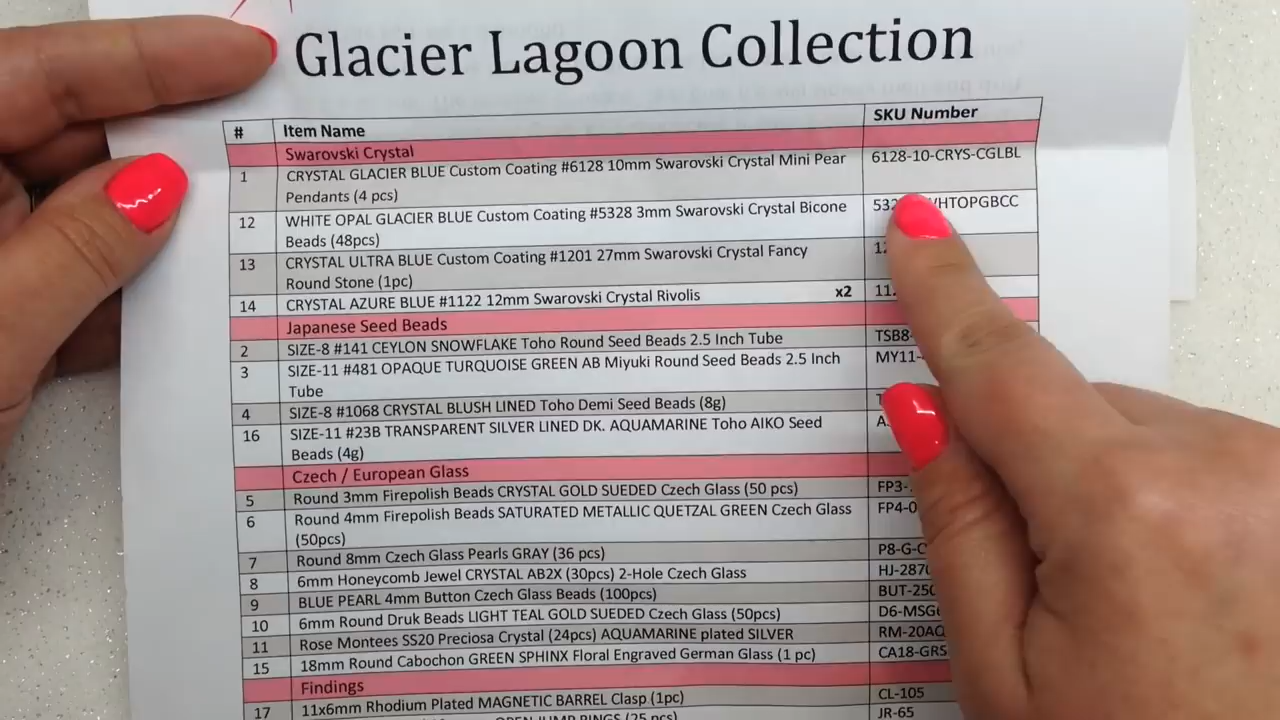 Glacier Lagoon Collection
# Item Name SKU Number
Swarovski Crystal
1 CRYSTAL GLACIER BLUE Custom Coating #6128 10mm Swarovski Crystal Mini Pear 6128-10-CRYS-CGLBL
Pendants (4 pcs)
12 WHITE OPAL GLACIER BLUE Custom Coating #5328 3mm Swarovski Crystal Bicone
Beads (48pcs)
13 CRYSTAL ULTRA BLUE Custom Coating #1201 27mm Swarovski Crystal Fancy
Round Stone (1pc)
14 CRYSTAL AZURE BLUE #1122 12mm Swarovski Crystal Rivolis x2
Japanese Seed Beads
2 SIZE-8 #141 CEYLON SNOWFLAKE Toho Round Seed Beads 2.5 Inch Tube
3 SIZE-11 #481 OPAQUE TURQUOISE GREEN AB Miyuki Round Seed Beads 2.5 Inch
Tube
4 SIZE-8 #1068 CRYSTAL BLUSH LINED Toho Demi Seed Beads (8g)
16 SIZE-11 #23B TRANSPARENT SILVER LINED DK. AQUAMARINE Toho AIKO Seed
Beads (4g)
Czech / European Glass
5 Round 3mm Firepolish Beads CRYSTAL GOLD SUEDED Czech Glass (50 pcs)
6 Round 4mm Firepolish Beads SATURATED METALLIC QUETZAL GREEN Czech Glass
(50pcs)
7 Round 8mm Czech Glass Pearls GRAY (36 pcs)
8 6mm Honeycomb Jewel CRYSTAL AB2X (30pcs) 2-Hole Czech Glass
9 BLUE PEARL 4mm Button Czech Glass Beads (100pcs)
10 6mm Round Druk Beads LIGHT TEAL GOLD SUEDED Czech Glass (50pcs)
11 Rose Montees SS20 Preciosa Crystal (24pcs) AQUAMARINE plated SILVER
15 18mm Round Cabochon GREEN SPHINX Floral Engraved German Glass (1 pc)
Findings
17 11x6mm Rhodium Plated MAGNETIC BARREL Clasp (1pc) CL-105
OPEN JUMP RINGS (25 pcs) JR-65